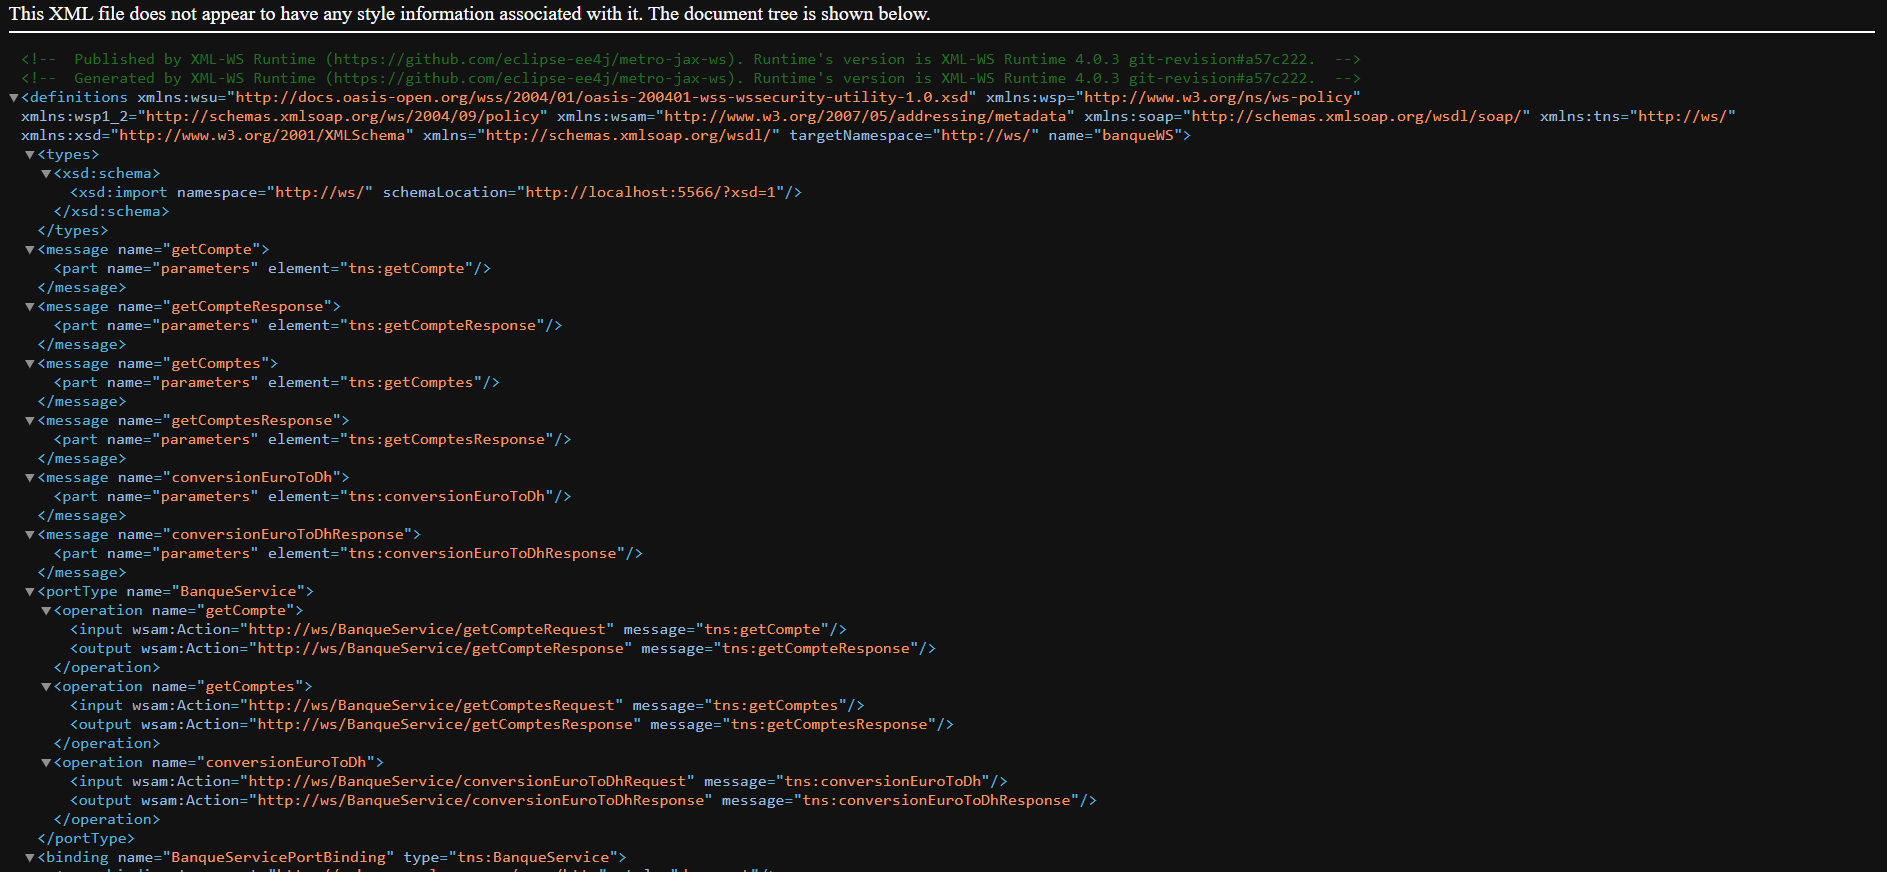 This XML file does not appear to have any style information associated with it. The document tree is shown below.
<!-- Published by XML-WS Runtime (https://github.com/eclipse-ee4j/metro-jax-ws). Runtime's version is XML-WS Runtime 4.0.3 git-revision#a57c222. -->
<!-- Generated by XML-WS Runtime (https://github.com/eclipse-ee4j/metro-jax-ws). Runtime's version is XML-WS Runtime 4.0.3 git-revision#a57c222. -->
▼<definitions xmlns:wsu="http://docs.oasis-open.org/wss/2004/01/oasis-200401-wss-wssecurity-utility-1.0.xsd" xmlns:wsp="http://www.w3.org/ns/ws-policy"
xmlns:wsp1_2="http://schemas.xmlsoap.org/ws/2004/09/policy" xmlns:wsam="http://www.w3.org/2007/05/addressing/metadata" xmlns:soap="http://schemas.xmlsoap.org/wsdl/soap/" xmlns:tns="http://ws/"
xmlns:xsd="http://www.w3.org/2001/XMLSchema" xmlns="http://schemas.xmlsoap.org/wsdl/" targetNamespace="http://ws/" name="banqueWS">
▼<types>
▼<xsd:schema>
<xsd:import namespace="http://ws/" schemaLocation="http://localhost:5566/?xsd=1"/>
</xsd:schema>
</types>
▼<message name="getCompte">
<part name="parameters" element="tns:getCompte"/>
</message>
▼<message name="getCompteResponse">
<part name="parameters" element="tns:getCompteResponse"/>
</message>
▼<message name="getComptes">
<part name="parameters" element="tns:getComptes"/>
</message>
▼<message name="getComptesResponse">
<part name="parameters" element="tns:getComptesResponse"/>
</message>
▼<message name="conversionEuroToDh">
<part name="parameters" element="tns:conversionEuroToDh"/>
</message>
▼<message name="conversionEuroToDhResponse">
<part name="parameters" element="tns:conversionEuroToDhResponse"/>
</message>
▼<portType name="BanqueService">
▼<operation name="getCompte">
<input wsam:Action="http://ws/BanqueService/getCompteRequest" message="tns:getCompte"/>
<output wsam:Action="http://ws/BanqueService/getCompteResponse" message="tns:getCompteResponse"/>
</operation>
▼<operation name="getComptes">
<input wsam:Action="http://ws/BanqueService/getComptesRequest" message="tns:getComptes"/>
<output wsam:Action="http://ws/BanqueService/getComptesResponse" message="tns:getComptesResponse"/>
</operation>
▼<operation name="conversionEuroToDh">
<input wsam:Action="http://ws/BanqueService/conversionEuroToDhRequest" message="tns:conversionEuroToDh"/>
<output wsam:Action="http://ws/BanqueService/conversionEuroToDhResponse" message="tns:conversionEuroToDhResponse"/>
</operation>
</portType>
▼<binding name="BanqueServicePortBinding" type="tns:BanqueService">